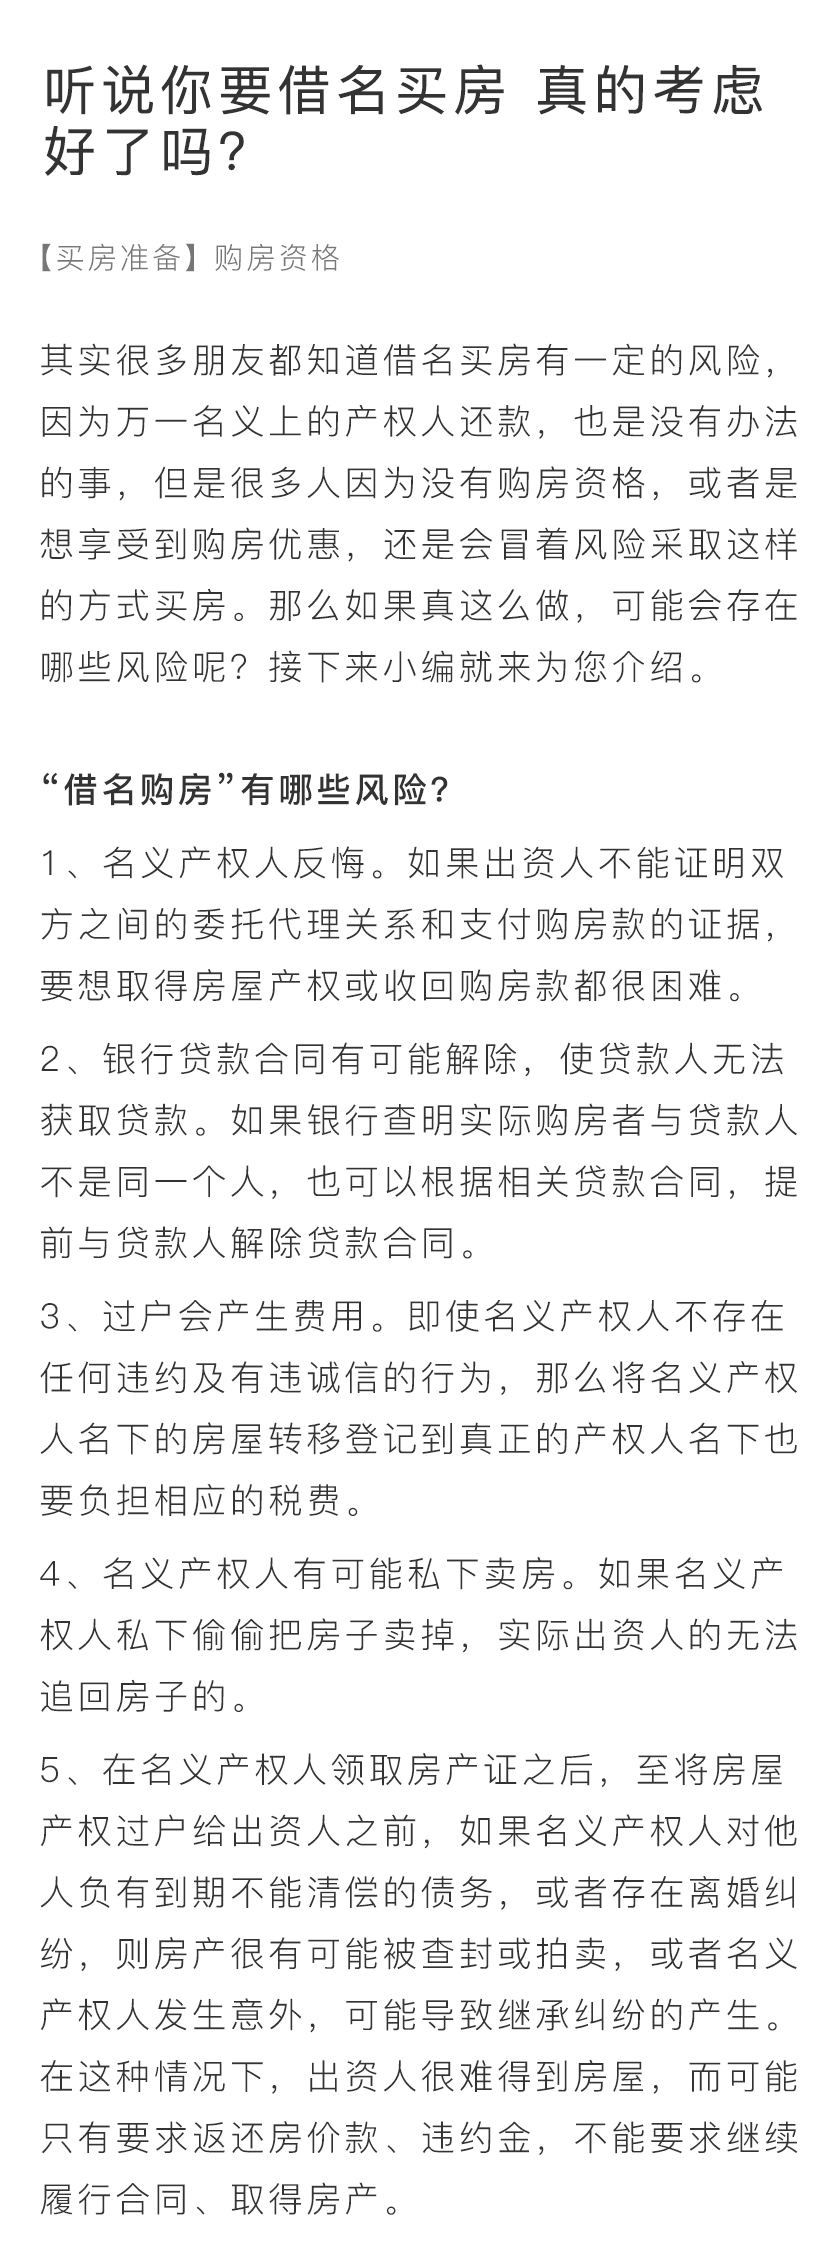 听说你要借名买房 真的考虑
好了吗?
【买房准备】购房资格
其实很多朋友都知道借名买房有一定的风险，
因为万一名义上的产权人还款，也是没有办法
的事，但是很多人因为没有购房资格，或者是
想享受到购房优惠，还是会冒着风险采取这样
的方式买房。那么如果真这么做，可能会存在
哪些风险呢？接下来小编就来为您介绍。
“借名购房”有哪些风险?
1、名义产权人反悔。如果出资人不能证明双
方之间的委托代理关系和支付购房款的证据，
要想取得房屋产权或收回购房款都很困难。
2、银行贷款合同有可能解除，使贷款人无法
获取贷款。如果银行查明实际购房者与贷款人
不是同一个人，也可以根据相关贷款合同，提
前与贷款人解除贷款合同。
3、过户会产生费用。即使名义产权人不存在
任何违约及有违诚信的行为，那么将名义产权
人名下的房屋转移登记到真正的产权人名下也
要负担相应的税费。
4、名义产权人有可能私下卖房。如果名义产
权人私下偷偷把房子卖掉，实际出资人的无法
追回房子的。
5、在名义产权人领取房产证之后，至将房屋
产权过户给出资人之前，如果名义产权人对他
人负有到期不能清偿的债务，或者存在离婚纠
纷，则房产很有可能被查封或拍卖，或者名义
产权人发生意外，可能导致继承纠纷的产生。
在这种情况下，出资人很难得到房屋，而可能
只有要求返还房价款、违约金，不能要求继续
履行合同、取得房产。